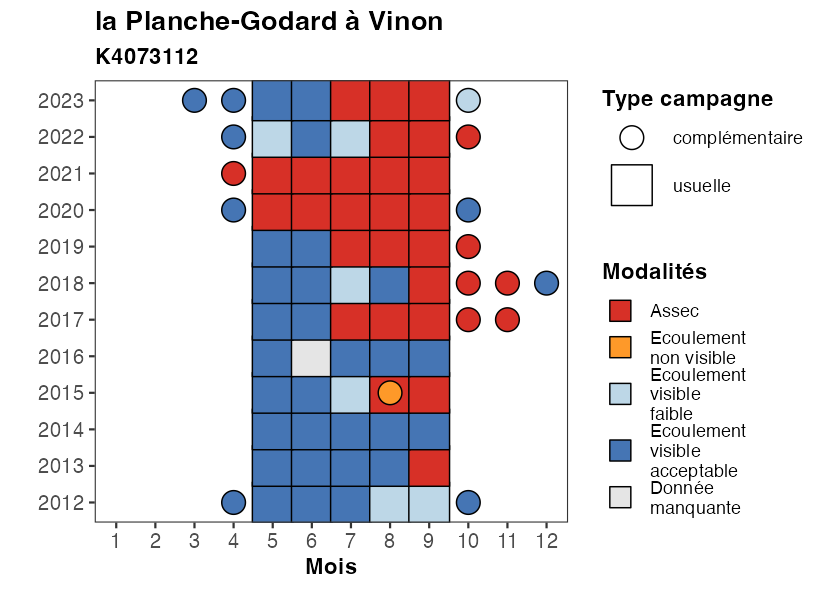 la Planche-Godard à Vinon
K4073112
2023
2022
2021
2020
2019
2018
2017
2016
2015
2014
2013
2012
1 2 3 4 5 6 7 8 9 10 11 12
Mois
Type campagne
complémentaire
usuelle
Modalités
Assec
Ecoulement
non visible
Ecoulement
visible
faible
Ecoulement
visible
acceptable
Donnée
manquante